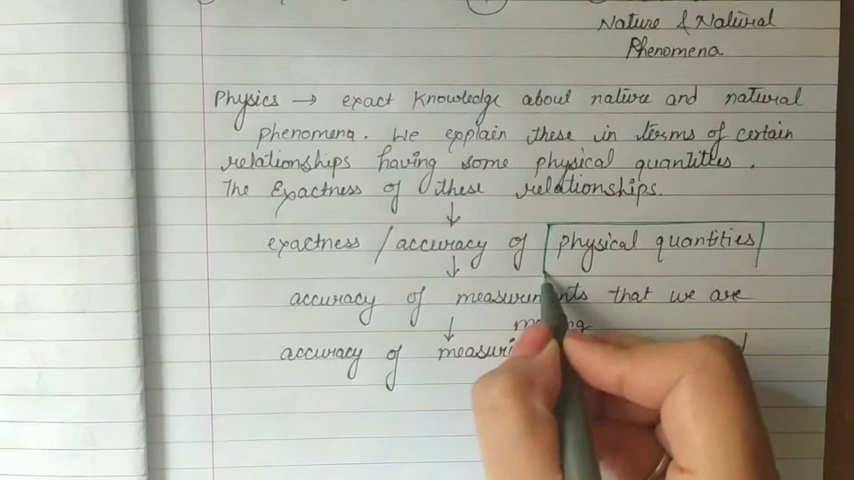 Nature & Natural
Phenomena
Physics → exact knowledge about nature and natural
phenomena. We explain these in terms of certain
relationships having some physical quantities.
The Exactness of these relationships.
↓
exactness / accuracy of physical quantities
↓
accuracy of measurements that we are
↓
accuracy of